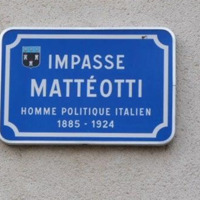 IMPASSE
MATTÉOTTI
HOMME POLITIQUE ITALIEN
1885 - 1924